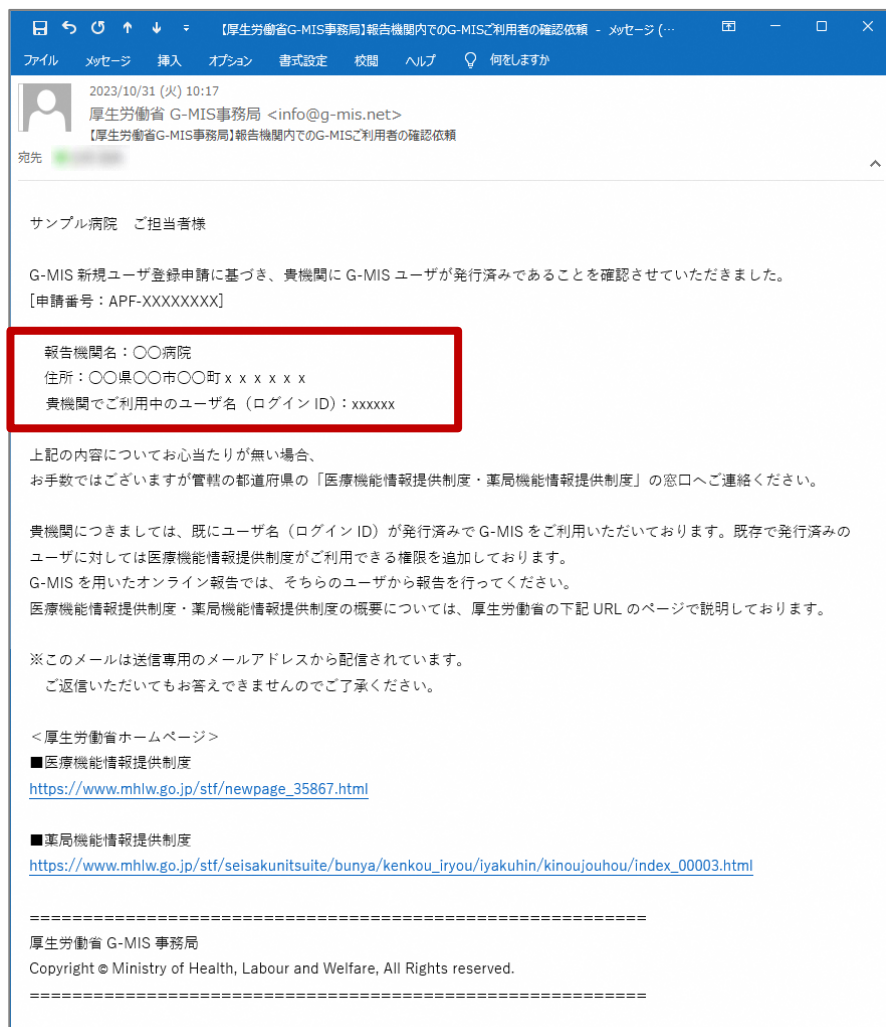 【厚生労働省G-MIS事務局】報告機関内でのG-MISご利用者の確認依頼 - メッセージ (…
ファイル メッセージ 挿入 オプション 書式設定 校閲 ヘルプ 何をしますか
2023/10/31 (火) 10:17
厚生労働省 G-MIS事務局 <info@g-mis.net>
【厚生労働省G-MIS事務局】報告機関内でのG-MISご利用者の確認依頼
宛先
サンプル病院　ご担当者様
G-MIS 新規ユーザ登録申請に基づき、貴機関に G-MIS ユーザが発行済みであることを確認させていただきました。
[申請番号：APF-XXXXXXXX]
報告機関名：〇〇病院
住所：〇〇県〇〇市〇〇町ｘｘｘｘｘｘ
貴機関でご利用中のユーザ名（ログイン ID）：xxxxxx
上記の内容についてお心当たりが無い場合、
お手数ではございますが管轄の都道府県の「医療機能情報提供制度・薬局機能情報提供制度」の窓口へご連絡ください。
貴機関につきましては、既にユーザ名（ログイン ID）が発行済みで G-MIS をご利用いただいております。既存で発行済みの
ユーザに対しては医療機能情報提供制度がご利用できる権限を追加しております。
G-MIS を用いたオンライン報告では、そちらのユーザから報告を行ってください。
医療機能情報提供制度・薬局機能情報提供制度の概要については、厚生労働省の下記 URL のページで説明しております。
※このメールは送信専用のメールアドレスから配信されています。
ご返信いただいてもお答えできませんのでご了承ください。
＜厚生労働省ホームページ＞
■医療機能情報提供制度
https://www.mhlw.go.jp/stf/newpage_35867.html
■薬局機能情報提供制度
https://www.mhlw.go.jp/stf/seisakunitsuite/bunya/kenkou_iryou/iyakuhin/kinoujouhou/index_00003.html
==========================================================
厚生労働省 G-MIS 事務局
Copyright © Ministry of Health, Labour and Welfare, All Rights reserved.
==========================================================